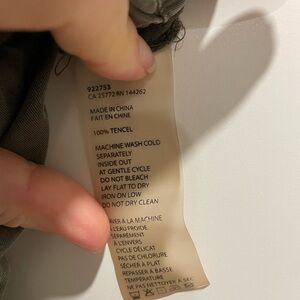 922753
CA 25772 RN 144262
MADE IN CHINA
FAIT EN CHINE
100% TENCEL
MACHINE WASH COLD
SEPARATELY
INSIDE OUT
AT GENTLE CYCLE
DO NOT BLEACH
LAY FLAT TO DRY
IRON ON LOW
DO NOT DRY CLEAN
AVER À LA MACHINE
L'EAU FROIDE
SÉPARÉMENT
À L'ENVERS
CYCLE DÉLICAT
PAS DE CHLORURE
SÉCHER À PLAT
REPASSER À BASSE
TEMPÉRATURE
NE PAS NETTOYER À SEC